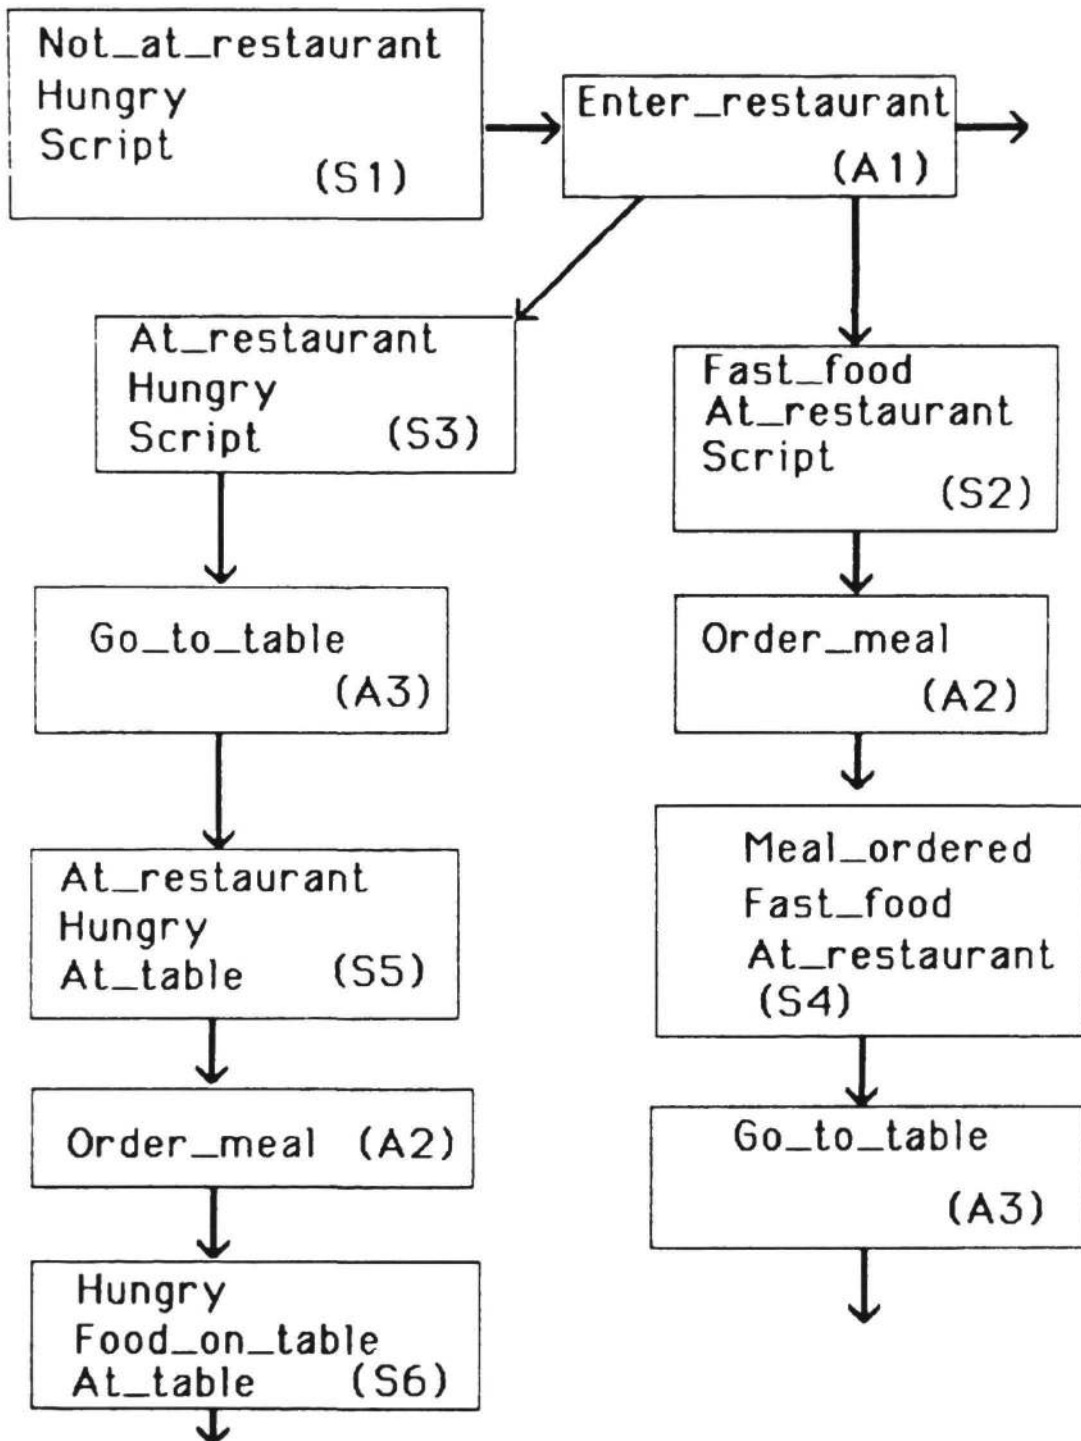 Not_at_restaurant
Hungry
Script
(S1)
Enter_restaurant
(A1)
At_restaurant
Hungry
Script (S3)
Fast_food
At_restaurant
Script
(S2)
Go_to_table
(A3)
Order_meal
(A2)
At_restaurant
Hungry
At_table (S5)
Meal_ordered
Fast_food
At_restaurant
(S4)
Order_meal (A2)
Go_to_table
(A3)
Hungry
Food_on_table
At_table (S6)